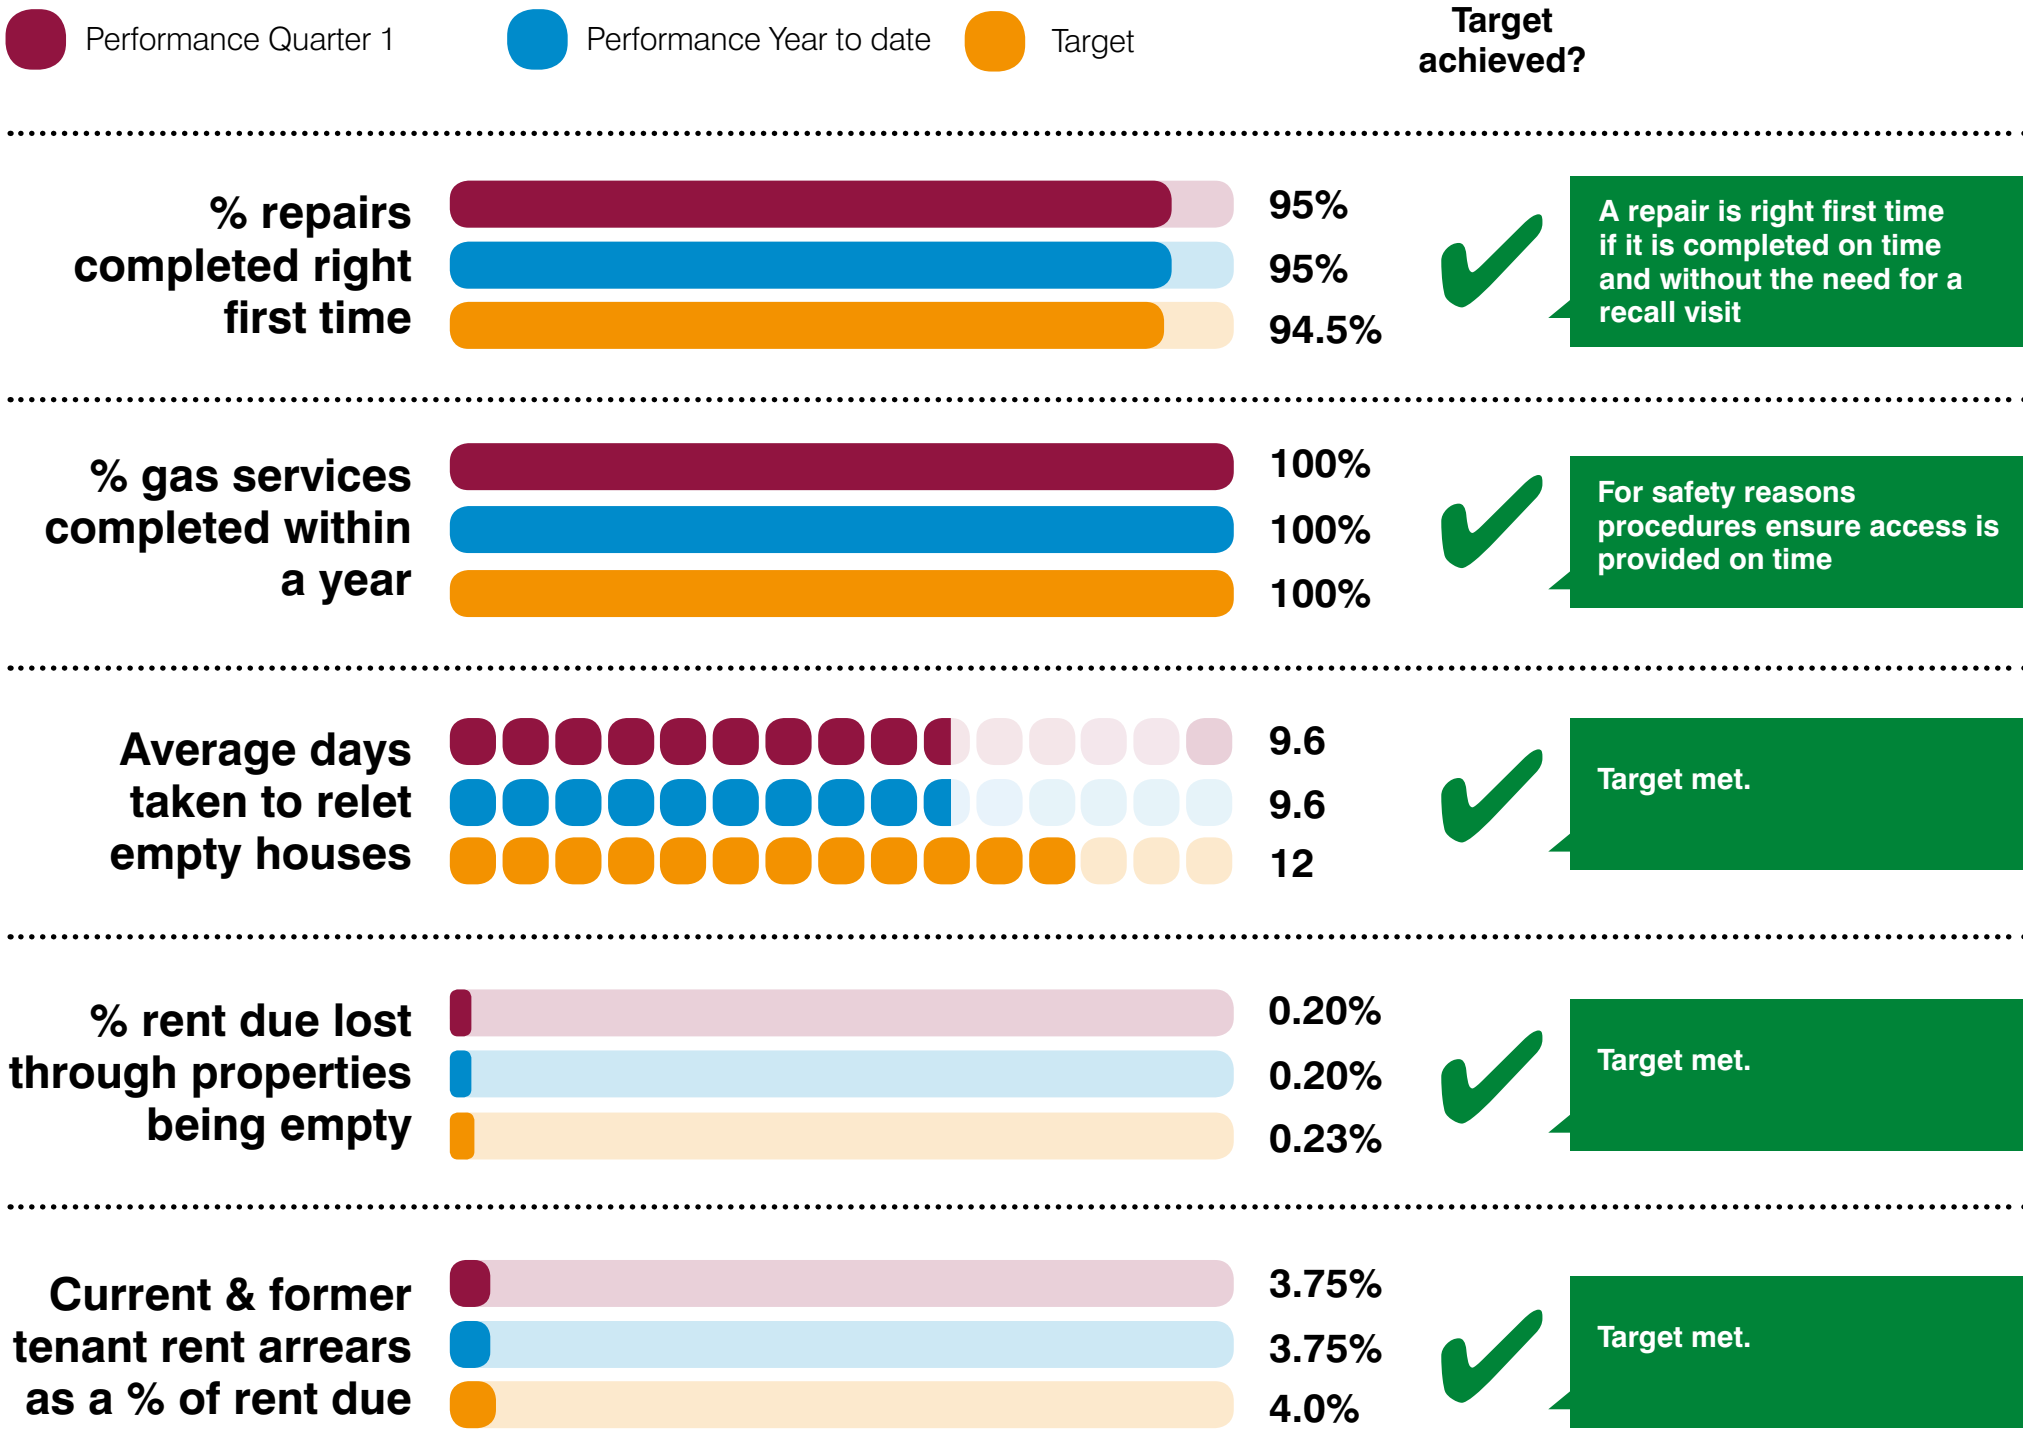 Performance Quarter 1
Performance Year to date
Target
Target
achieved?
% repairs
completed right
first time
95%
95%
94.5%
A repair is right first time
if it is completed on time
and without the need for a
recall visit
% gas services
completed within
a year
100%
100%
100%
For safety reasons
procedures ensure access is
provided on time
Average days
taken to relet
empty houses
9.6
9.6
12
Target met.
% rent due lost
through properties
being empty
0.20%
0.20%
0.23%
Target met.
Current & former
tenant rent arrears
as a % of rent due
3.75%
3.75%
4.0%
Target met.